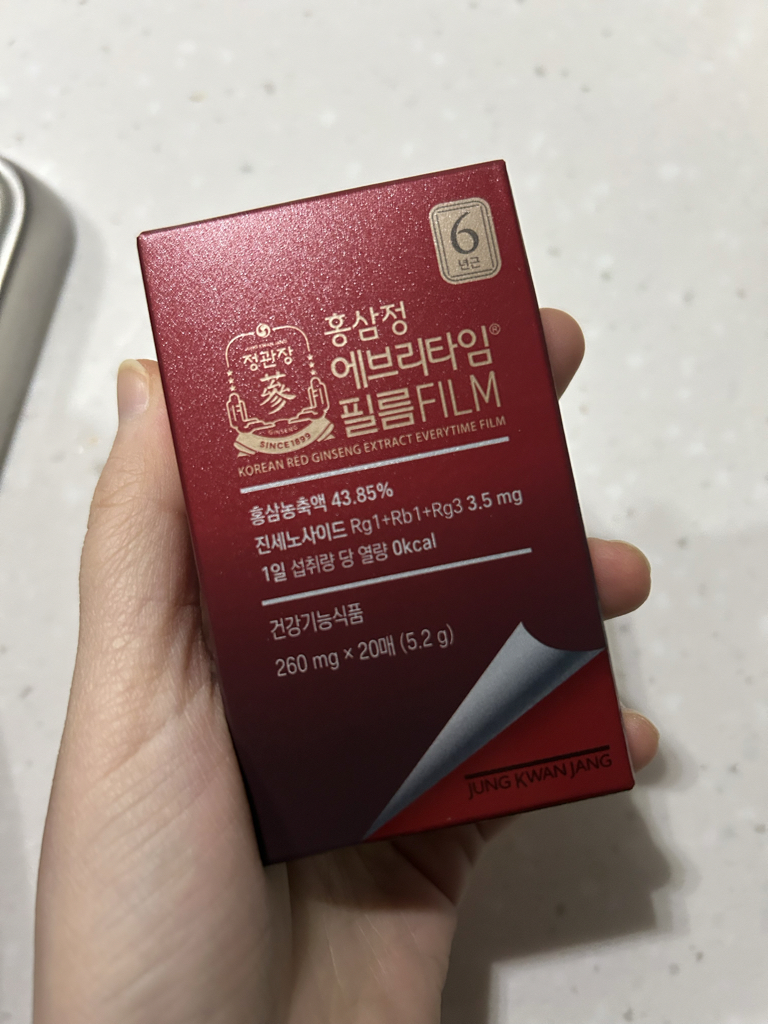 6
년근
정관장
蔘
SINCE 1899
홍삼정
에브리타임®
필름FILM
KOREAN RED GINSENG EXTRACT EVERYTIME FILM
홍삼농축액 43.85%
진세노사이드 Rg1+Rb1+Rg3 3.5 mg
1일 섭취량 당 열량 0kcal
건강기능식품
260 mg × 20매 (5.2 g)
JUNG KWAN JANG